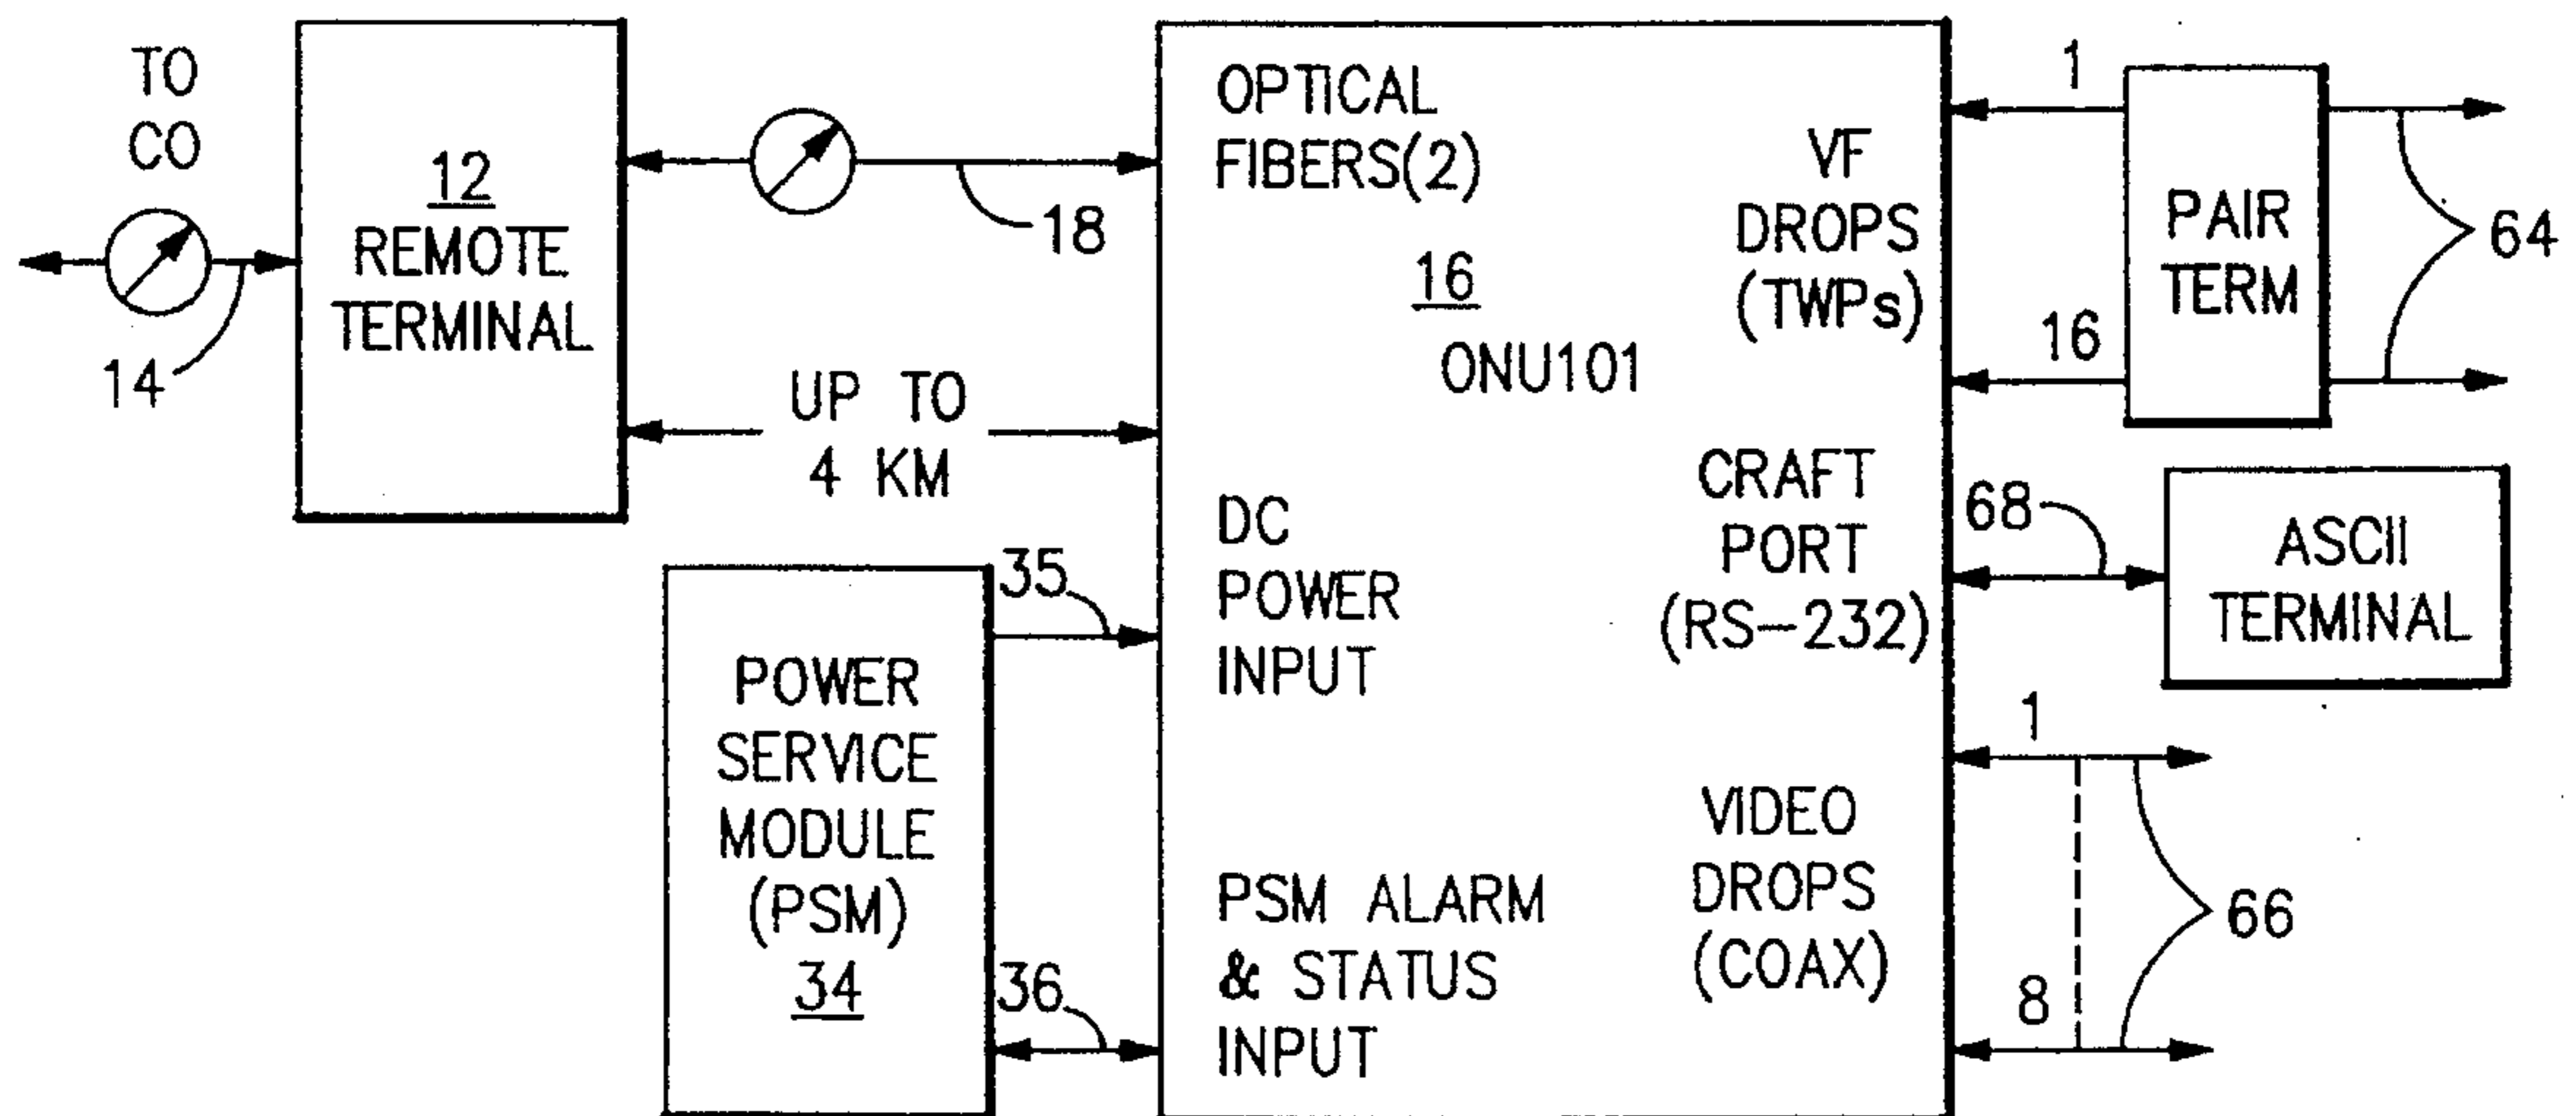 TO
CO
14
12
REMOTE
TERMINAL
18
UP TO
4 KM
POWER
SERVICE
MODULE
(PSM)
34
35
36
OPTICAL
FIBERS(2)
16
ONU101
DC
POWER
INPUT
PSM ALARM
& STATUS
INPUT
VF
DROPS
(TWPs)
CRAFT
PORT
(RS-232)
VIDEO
DROPS
(COAX)
1
16
PAIR
TERM
64
68
ASCII
TERMINAL
1
8
66